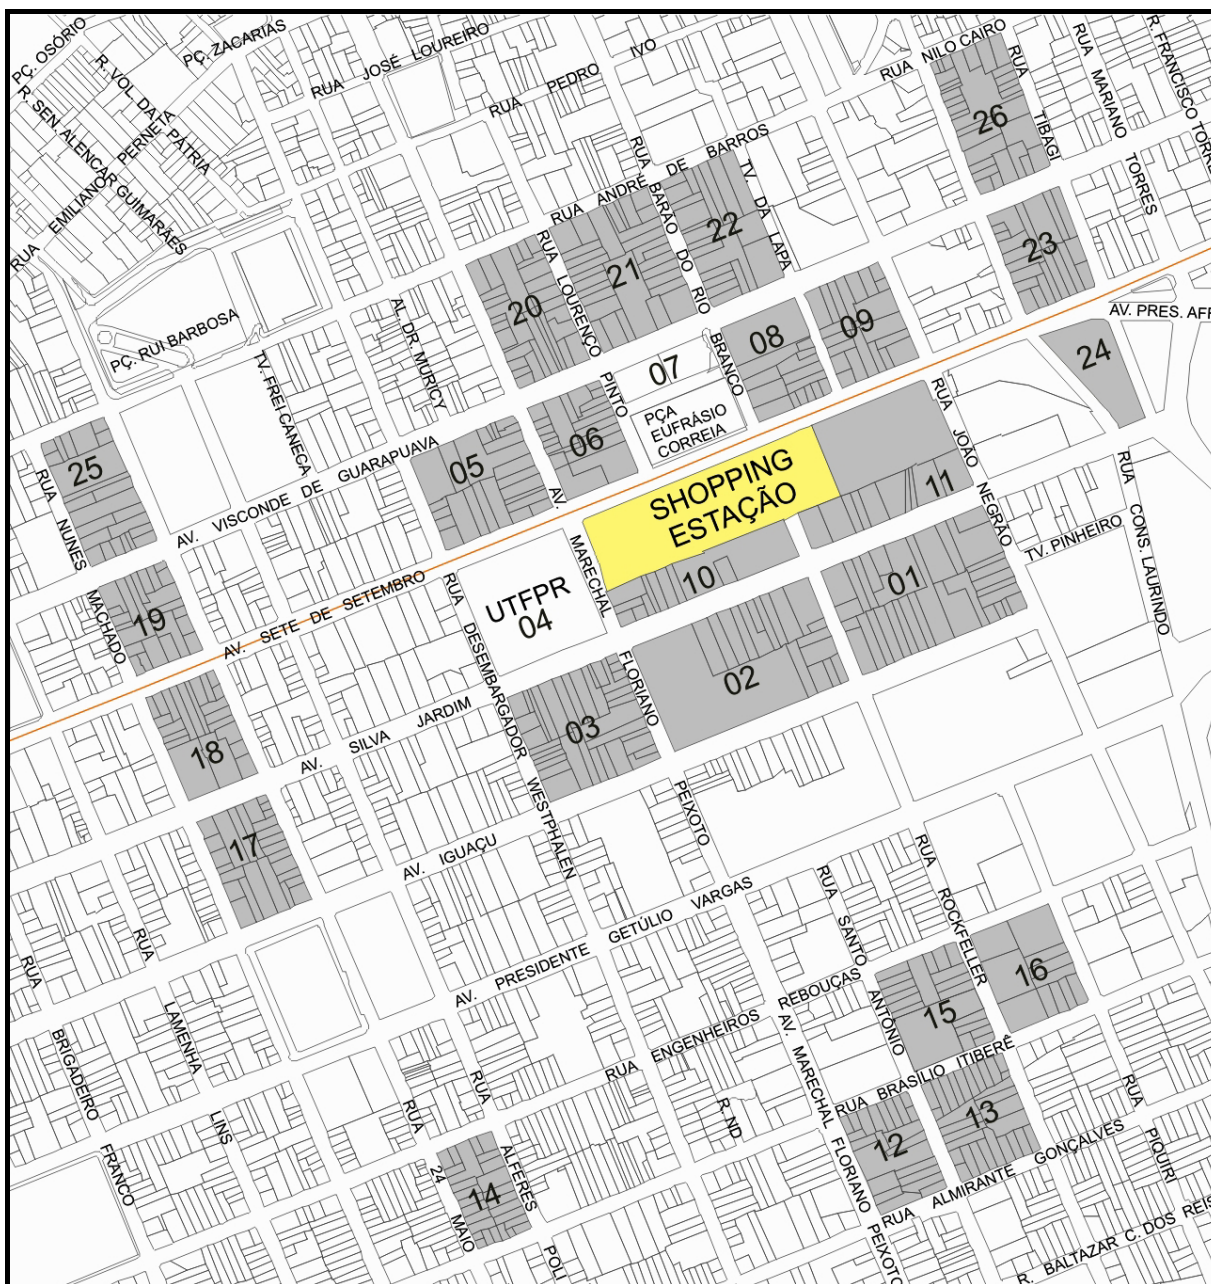 PÇ. OSÓRIO
R. VOL. DA PÁTRIA
PÇ. ZACARIAS
RUA JOSÉ LOUREIRO
RUA PEDRO IVO
RUA NILO CAIRO
RUA TIBAGI
RUA MARIANO TORRES
R. FRANCISCO TORRE
R. SEN. ALENCAR GUIMARÃES
RUA EMILIANO PERNETA
RUA ANDRÉ DE BARROS
RUA BARÃO DO RIO BRANCO
TV. DA LAPA
26
22
23
21
20
RUA LOURENÇO PINTO
PÇ. RUI BARBOSA
TV. FREI CANECA
AL. DR. MURICY
AV. PRES. AFF
24
09
08
07
PÇA
EUFRÁSIO
CORREIA
06
05
25
AV. VISCONDE DE GUARAPUAVA
RUA NUNES MACHADO
AV. MARECHAL FLORIANO PEIXOTO
SHOPPING
ESTAÇÃO
11
RUA JOÃO NEGRÃO
RUA CONS. LAURINDO
TV. PINHEIRO
10
01
UTFPR
04
19
AV. SETE DE SETEMBRO
RUA DESEMBARGADOR WESTPHALEN
02
03
18
AV. SILVA JARDIM
17
AV. IGUAÇU
AV. PRESIDENTE GETÚLIO VARGAS
RUA SANTO ANTÔNIO
RUA ROCKFELLER
16
15
RUA ENGENHEIROS REBOUÇAS
RUA BRASÍLIO ITIBERÊ
AV. MARECHAL FLORIANO PEIXOTO
RUA BRIGADEIRO FRANCO
RUA LAMENHA LINS
RUA 24 MAIO
RUA ALFERES POLI
R. ND
14
13
12
RUA ALMIRANTE GONÇALVES
RUA PIQUIRI
R. BALTAZAR C. DOS REIS